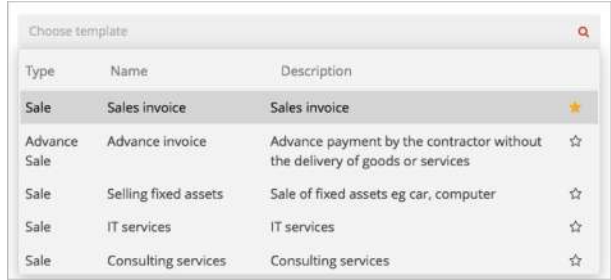 Choose template
Type Name Description
Sale Sales invoice Sales invoice
Advance Advance invoice Advance payment by the contractor without
Sale the delivery of goods or services
Sale Selling fixed assets Sale of fixed assets eg car, computer
Sale IT services IT services
Sale Consulting services Consulting services